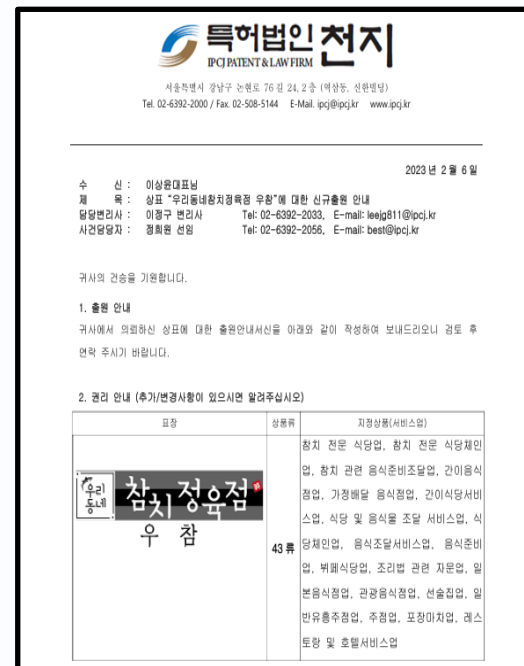 특허법인천지
IPCJ PATENT & LAW FIRM
서울특별시 강남구 논현로 76길 24, 2층 (역삼동, 신한빌딩)
Tel. 02-6392-2000 / Fax. 02-508-5144 E-Mail. ipcj@ipcj.kr www.ipcj.kr
2023년 2월 6일
수 신 : 이상윤대표님
제 목 : 상표 “우리동네참치정육점 우참”에 대한 신규출원 안내
담당변리사 : 이정구 변리사 Tel: 02-6392-2033, E-mail: leejg811@ipcj.kr
사건담당자 : 정희원 선임 Tel: 02-6392-2056, E-mail: best@ipcj.kr
귀사의 건승을 기원합니다.
1. 출원 안내
귀사에서 의뢰하신 상표에 대한 출원안내서신을 아래와 같이 작성하여 보내드리오니 검토 후
연락 주시기 바랍니다.
2. 권리 안내 (추가/변경사항이 있으시면 알려주십시오)
표장 상품류 지정상품(서비스업)
우리
동네
참치 정육점
우 참
43 류
참치 전문 식당업, 참치 전문 식당체인
업, 참치 관련 음식준비조달업, 간이음식
점업, 가정배달 음식점업, 간이식당서비
스업, 식당 및 음식물 조달 서비스업, 식
당체인업, 음식조달서비스업, 음식준비
업, 뷔페식당업, 조리법 관련 자문업, 일
본음식점업, 관광음식점업, 선술집업, 일
반유흥주점업, 주점업, 포장마차업, 레스
토랑 및 호텔서비스업